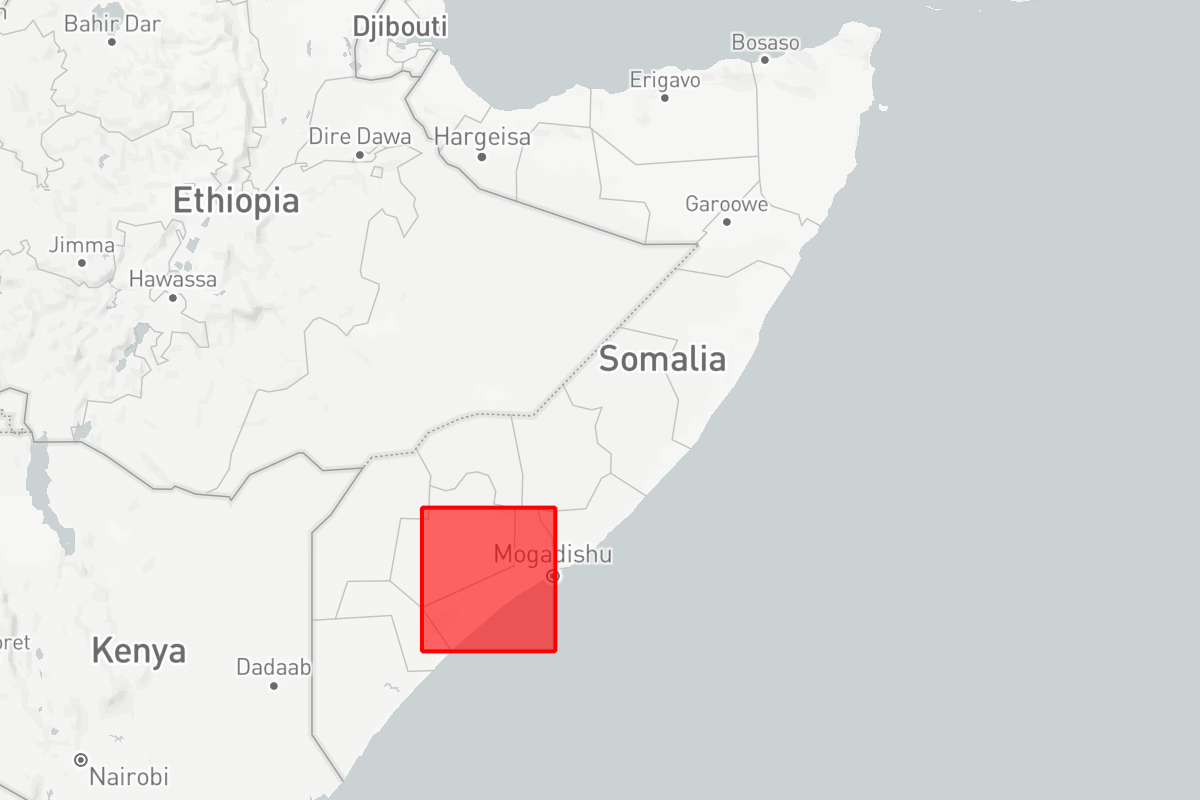 Bahir Dar
Djibouti
Bosaso
Erigavo
Dire Dawa
Hargeisa
Ethiopia
Garoowe
Jimma
Hawassa
Somalia
Mogadishu
Kenya
Dadaab
Nairobi